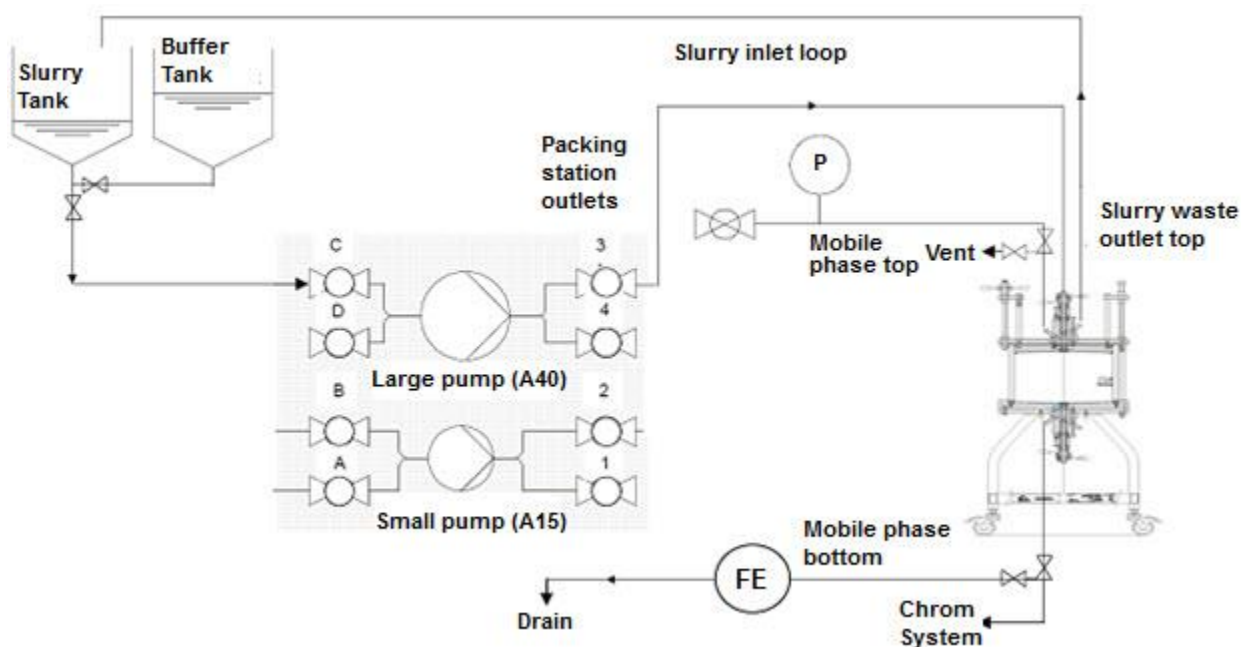 Slurry
Tank
Buffer
Tank
Slurry inlet loop
Packing
station
outlets
P
Mobile
phase top
Vent
Slurry waste
outlet top
C
3
D
4
Large pump (A40)
B
2
A
1
Small pump (A15)
Mobile phase
bottom
FE
Drain
Chrom
System